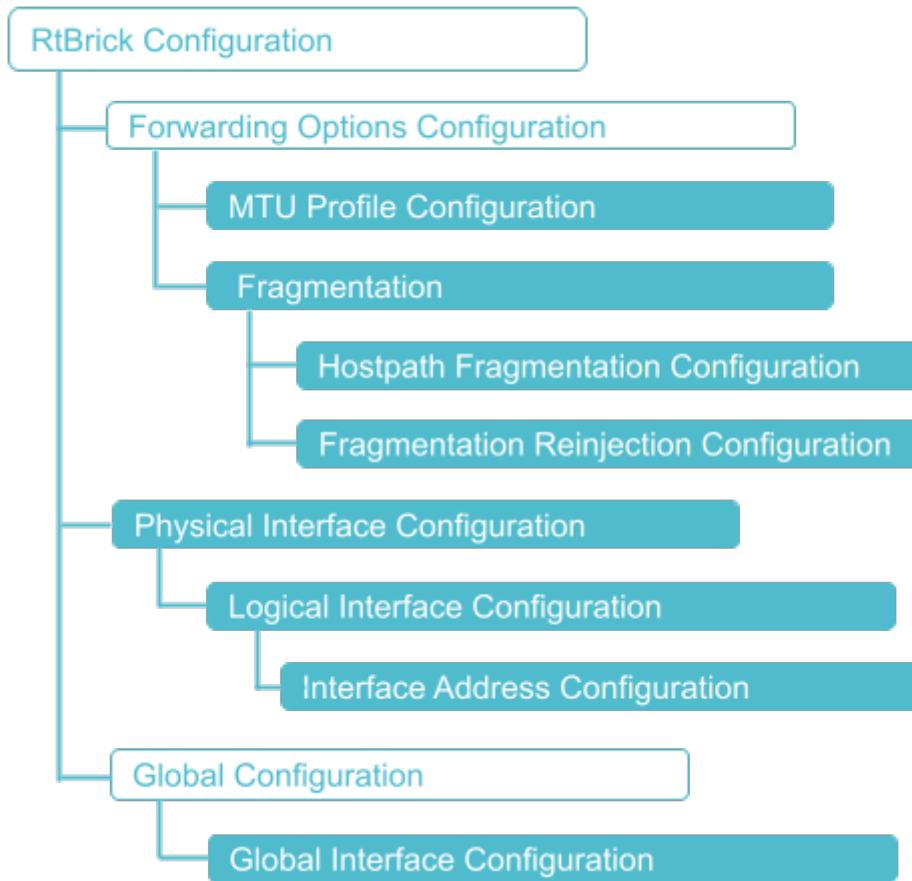 RtBrick Configuration
Forwarding Options Configuration
MTU Profile Configuration
Fragmentation
Hostpath Fragmentation Configuration
Fragmentation Reinjection Configuration
Physical Interface Configuration
Logical Interface Configuration
Interface Address Configuration
Global Configuration
Global Interface Configuration